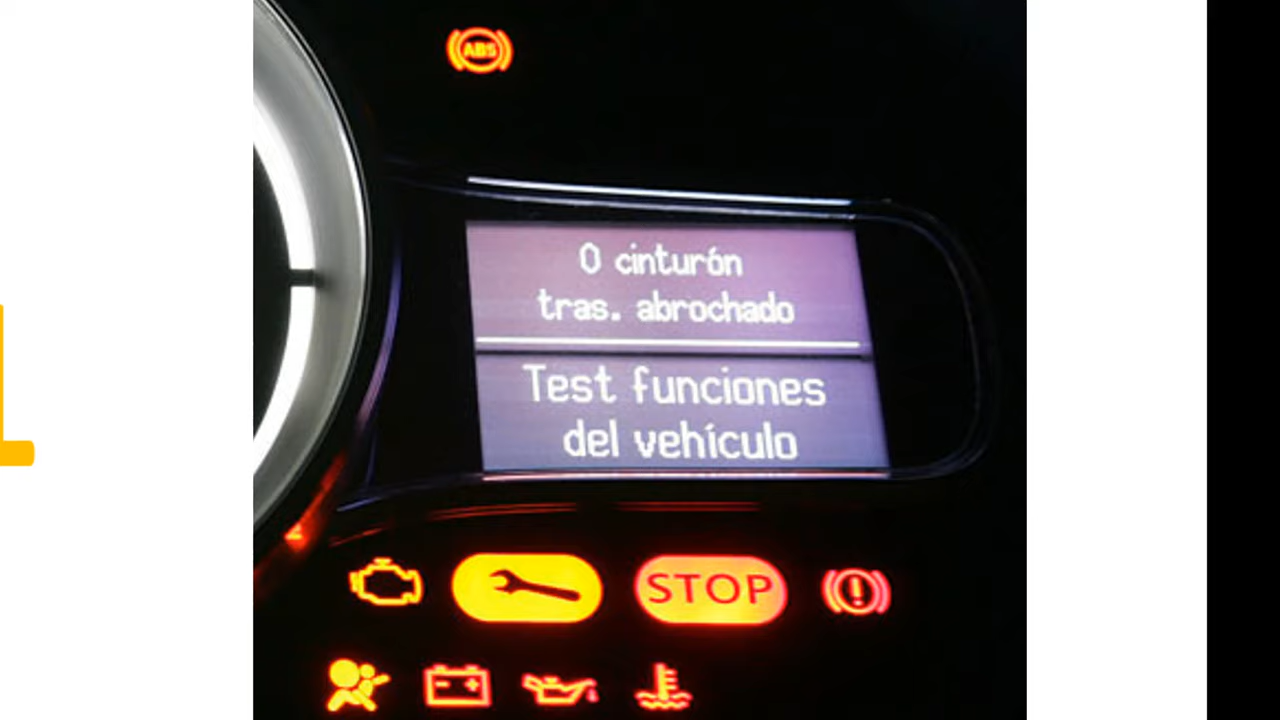 ABS
0 cinturón
tras. abrochado
Test funciones
del vehículo
STOP